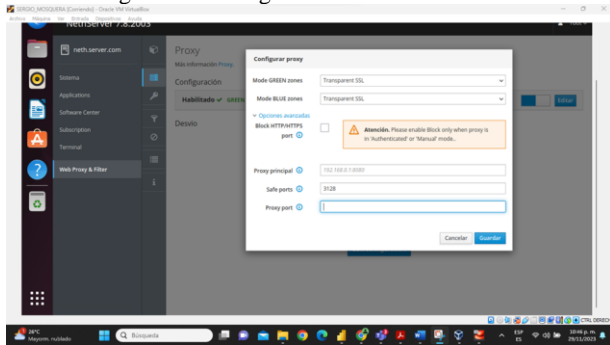 SERGIO_MOSQUERA [Corriendo] - Oracle VM VirtualBox
Archivo Máquina Ver Entrada Dispositivos Ayuda
NethServer 7.8.2003
neth.server.com
Sistema
Applications
Software Center
Subscription
Terminal
Web Proxy & Filter
Proxy
Más información Proxy
Configuración
Habilitado GREEN
Editar
Desvío
Configurar proxy
Mode GREEN zones Transparent SSL
Mode BLUE zones Transparent SSL
Opciones avanzadas
Block HTTP/HTTPS
port
Atención. Please enable Block only when proxy is
in 'Authenticated' or 'Manual' mode..
Proxy principal 192.168.0.1:8080
Safe ports 3128
Proxy port
Cancelar Guardar
CTRL DERECHO
26°C
Mayorm. nublado
Búsqueda
ESP
ES
10:46 p. m.
29/11/2023